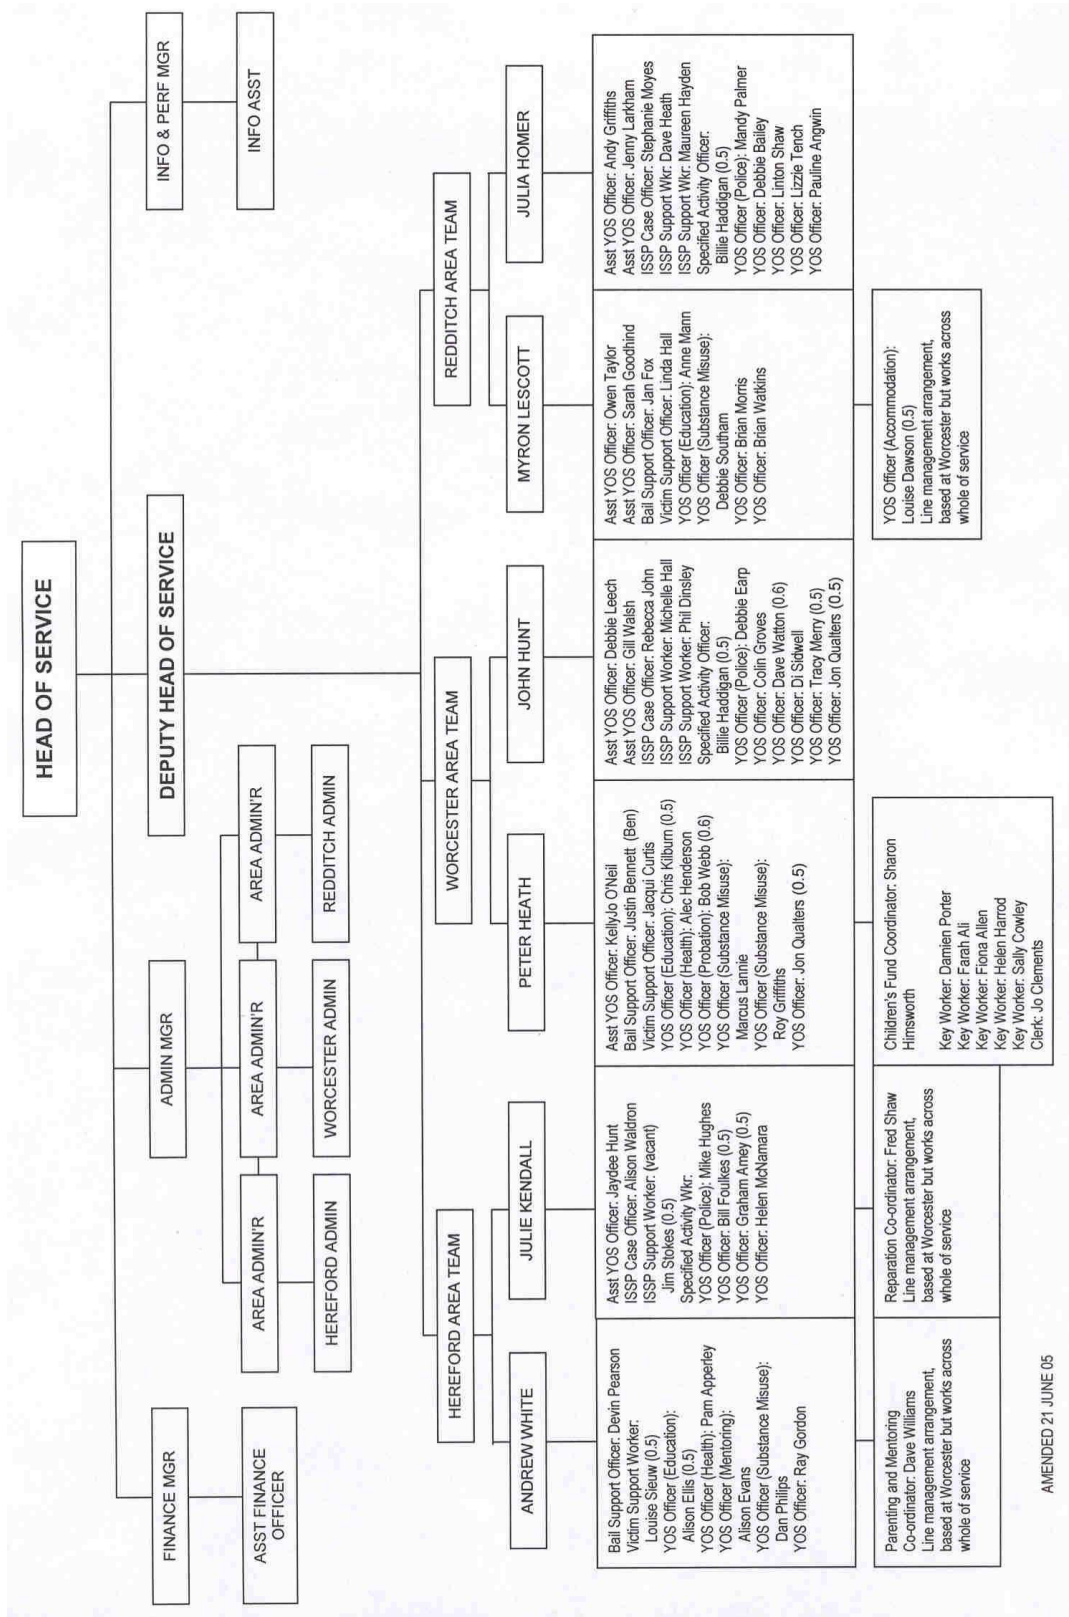 HEAD OF SERVICE
FINANCE MGR
ADMIN MGR
DEPUTY HEAD OF SERVICE
INFO & PERF MGR
ASST FINANCE
OFFICER
AREA ADMIN'R
AREA ADMIN'R
AREA ADMIN'R
INFO ASST
HEREFORD ADMIN
WORCESTER ADMIN
REDDITCH ADMIN
HEREFORD AREA TEAM
WORCESTER AREA TEAM
REDDITCH AREA TEAM
ANDREW WHITE
JULIE KENDALL
PETER HEATH
JOHN HUNT
MYRON LESCOTT
JULIA HOMER
Bail Support Officer: Devin Pearson
Victim Support Worker:
Louise Sieuw (0.5)
YOS Officer (Education):
Alison Ellis (0.5)
YOS Officer (Health): Pam Apperley
YOS Officer (Mentoring):
Alison Evans
YOS Officer (Substance Misuse):
Dan Philips
YOS Officer: Ray Gordon
Asst YOS Officer: Jaydee Hunt
ISSP Case Officer: Alison Waldron
ISSP Support Worker: (vacant)
Jim Stokes (0.5)
Specified Activity Wkr:
YOS Officer (Police): Mike Hughes
YOS Officer: Bill Foulkes (0.5)
YOS Officer: Graham Amey (0.5)
YOS Officer: Helen McNamara
Asst YOS Officer: KellyJo O'Neil
Bail Support Officer: Justin Bennett (Ben)
Victim Support Officer: Jacqui Curtis
YOS Officer (Education): Chris Kilburn (0.5)
YOS Officer (Health): Alec Henderson
YOS Officer (Probation): Bob Webb (0.6)
YOS Officer (Substance Misuse):
Marcus Lannie
YOS Officer (Substance Misuse):
Roy Griffiths
YOS Officer: Jon Qualters (0.5)
Asst YOS Officer: Debbie Leech
Asst YOS Officer: Gill Walsh
ISSP Case Officer: Rebecca John
ISSP Support Worker: Michelle Hall
ISSP Support Worker: Phil Dinsley
Specified Activity Officer:
Billie Haddigan (0.5)
YOS Officer (Police): Debbie Earp
YOS Officer: Colin Groves
YOS Officer: Dave Watton (0.6)
YOS Officer: Di Sidwell
YOS Officer: Tracy Merry (0.5)
YOS Officer: Jon Qualters (0.5)
Asst YOS Officer: Owen Taylor
Asst YOS Officer: Sarah Goodhind
Bail Support Officer: Jan Fox
Victim Support Officer: Linda Hall
YOS Officer (Education): Anne Mann
YOS Officer (Substance Misuse):
Debbie Southam
YOS Officer: Brian Morris
YOS Officer: Brian Watkins
Asst YOS Officer: Andy Griffiths
Asst YOS Officer: Jenny Larkham
ISSP Case Officer: Stephanie Moyes
ISSP Support Wkr: Dave Heath
ISSP Support Wkr: Maureen Hayden
Specified Activity Officer:
Billie Haddigan (0.5)
YOS Officer (Police): Mandy Palmer
YOS Officer: Debbie Bailey
YOS Officer: Linton Shaw
YOS Officer: Lizzie Tench
YOS Officer: Pauline Angwin
Parenting and Mentoring
Co-ordinator: Dave Williams
Line management arrangement,
based at Worcester but works across
whole of service
Reparation Co-ordinator: Fred Shaw
Line management arrangement,
based at Worcester but works across
whole of service
Children's Fund Coordinator: Sharon
Himsworth
Key Worker: Damien Porter
Key Worker: Farah Ali
Key Worker: Fiona Allen
Key Worker: Helen Harrod
Key Worker: Sally Cowley
Clerk: Jo Clements
YOS Officer (Accommodation):
Louise Dawson (0.5)
Line management arrangement,
based at Worcester but works across
whole of service
AMENDED 21 JUNE 05